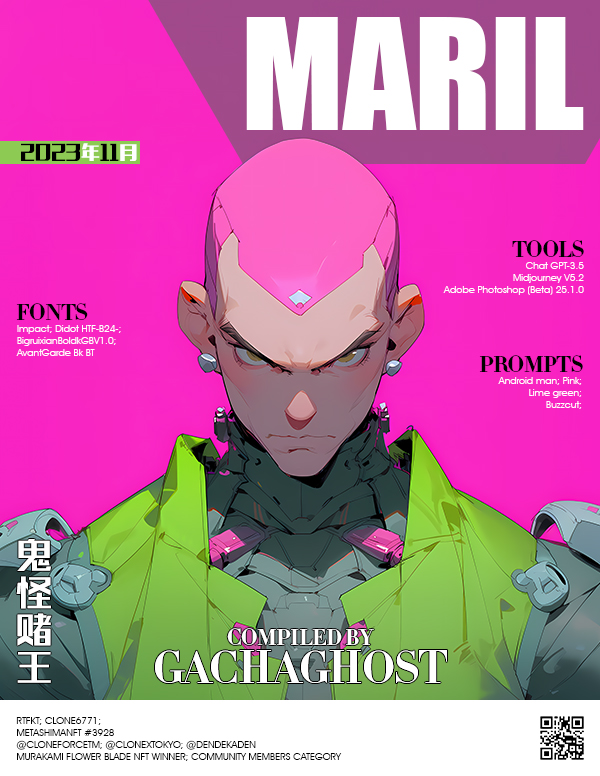 MARIL
2023年11月
TOOLS
Chat GPT-3.5
Midjourney V5.2
Adobe Photoshop (Beta) 25.1.0
FONTS
Impact; Didot HTF-B24-;
BigruixianBoldkGBV1.0;
AvantGarde Bk BT
PROMPTS
Android man; Pink;
Lime green;
Buzzcut;
鬼怪赌王
COMPILED BY
GACHAGHOST
RTFKT; CLONE6771;
METASHIMANFT #3928
@CLONEFORCETM; @CLONEXTOKYO; @DENDEKADEN
MURAKAMI FLOWER BLADE NFT WINNER; COMMUNITY MEMBERS CATEGORY